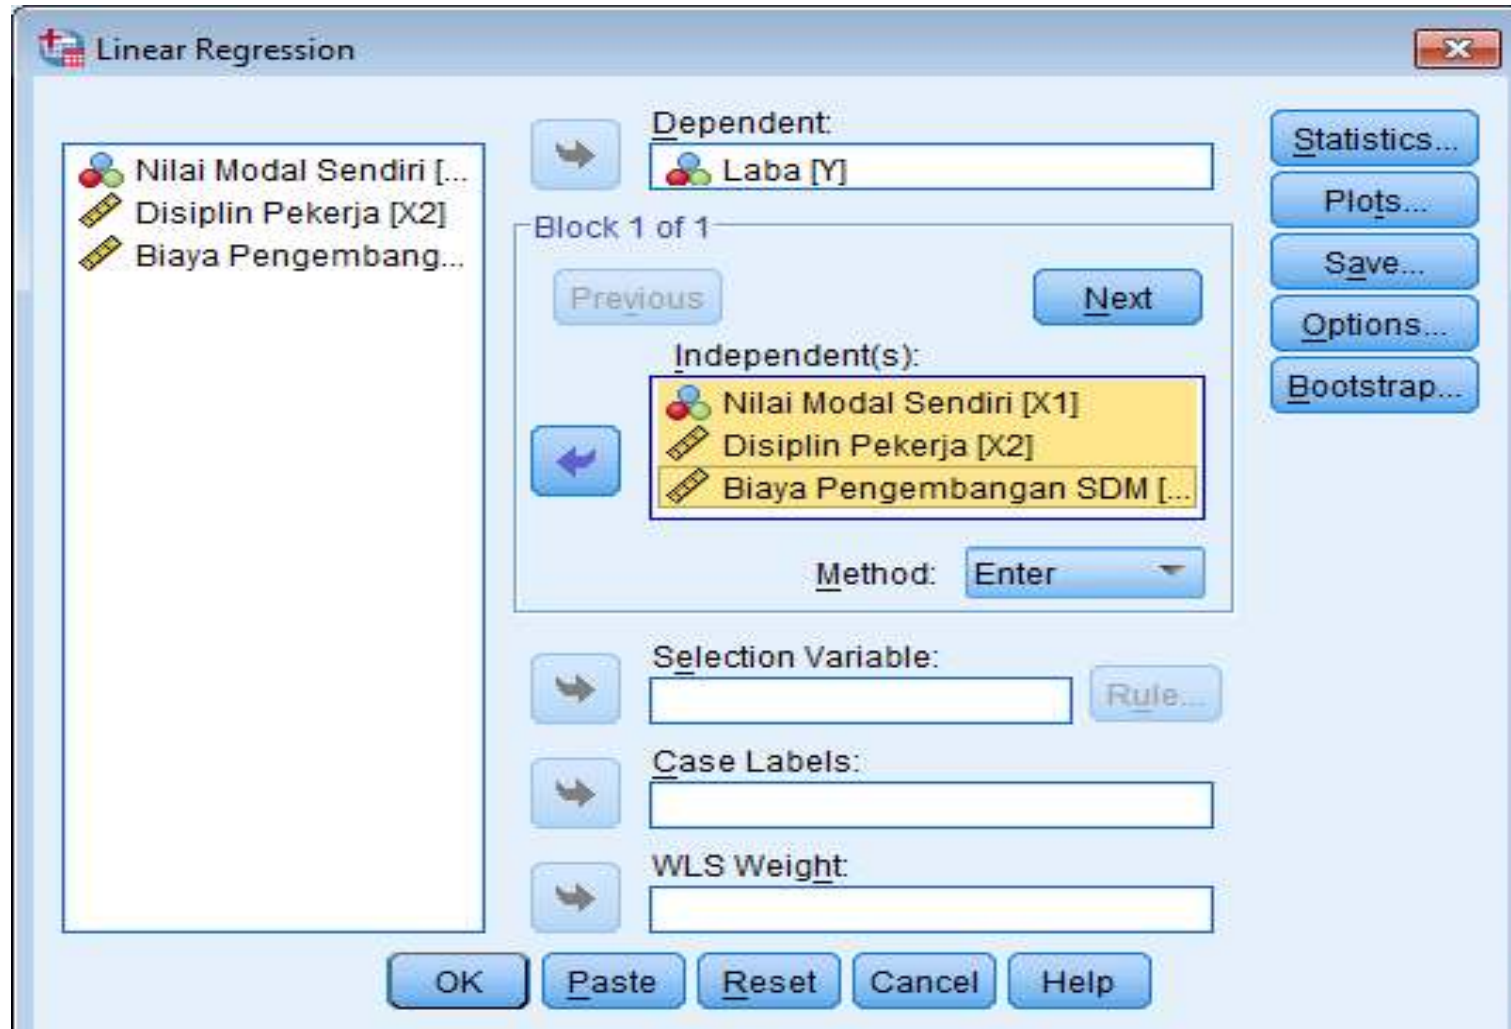 Linear Regression
Nilai Modal Sendiri [...
Disiplin Pekerja [X2]
Biaya Pengembang...
Dependent:
Laba [Y]
Block 1 of 1
Previous
Next
Independent(s):
Nilai Modal Sendiri [X1]
Disiplin Pekerja [X2]
Biaya Pengembangan SDM [...
Method:
Enter
Selection Variable:
Rule...
Case Labels:
WLS Weight:
Statistics...
Plots...
Save...
Options...
Bootstrap...
OK
Paste
Reset
Cancel
Help